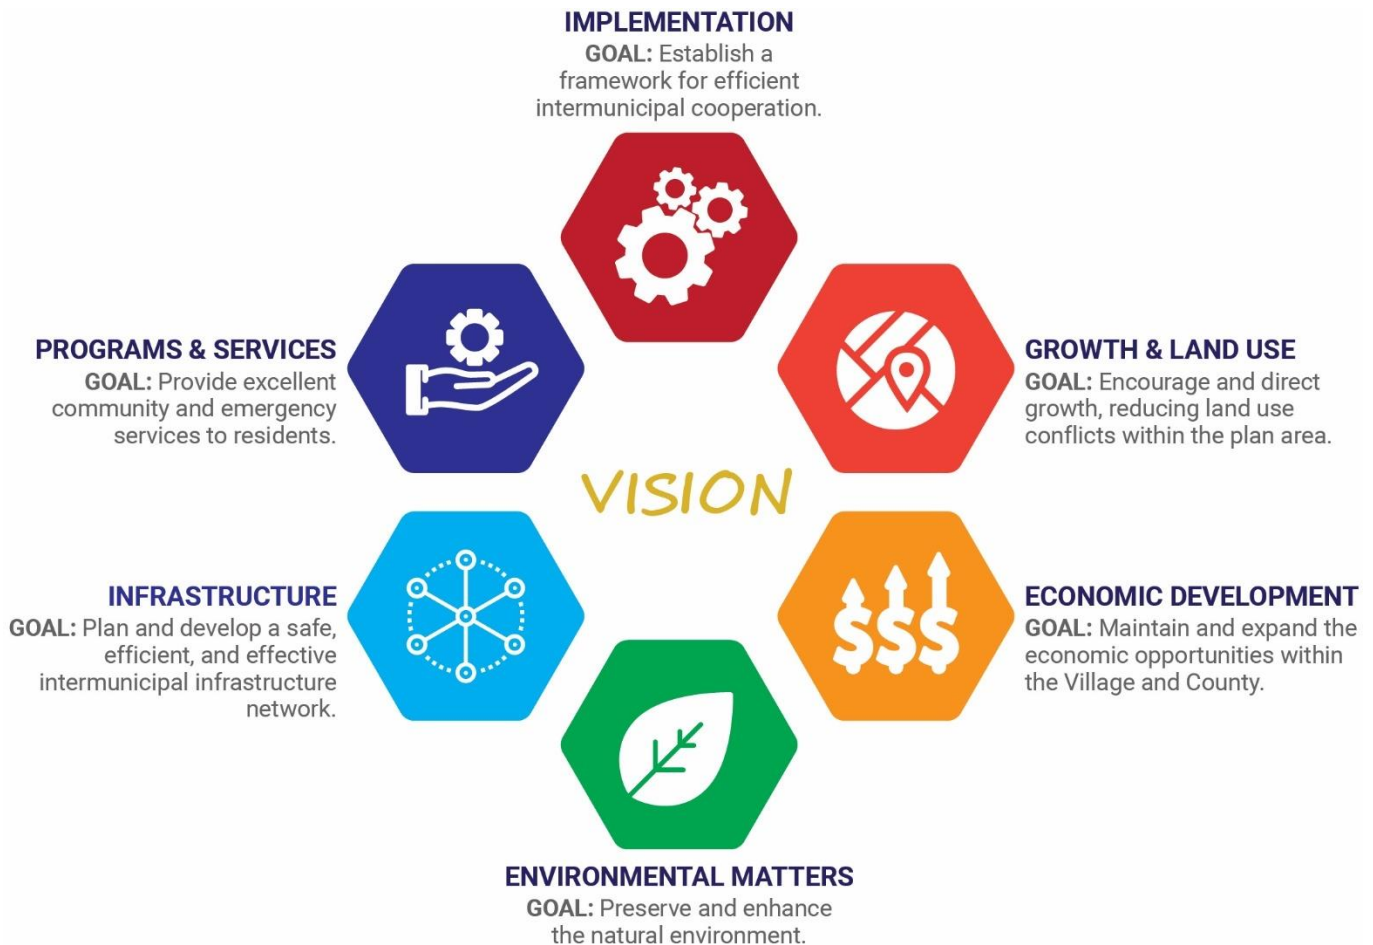 IMPLEMENTATION
GOAL: Establish a
framework for efficient
intermunicipal cooperation.
GROWTH & LAND USE
GOAL: Encourage and direct
growth, reducing land use
conflicts within the plan area.
ECONOMIC DEVELOPMENT
GOAL: Maintain and expand the
economic opportunities within
the Village and County.
ENVIRONMENTAL MATTERS
GOAL: Preserve and enhance
the natural environment.
INFRASTRUCTURE
GOAL: Plan and develop a safe,
efficient, and effective
intermunicipal infrastructure
network.
PROGRAMS & SERVICES
GOAL: Provide excellent
community and emergency
services to residents.
VISION
$$$